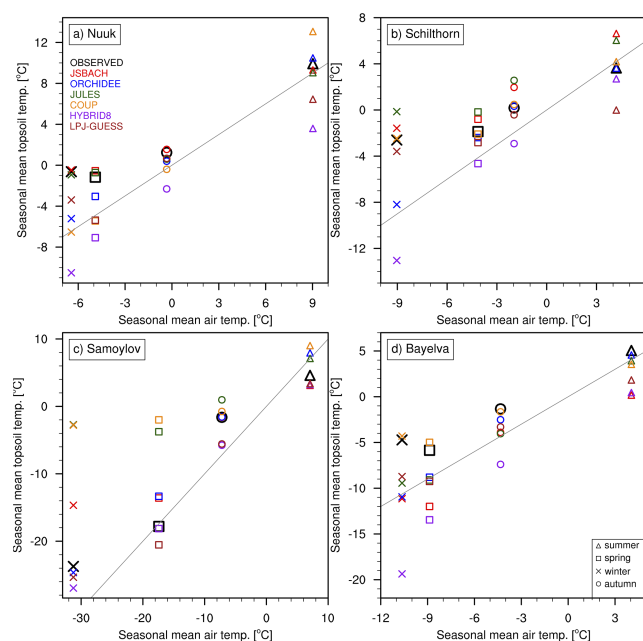 a) Nuuk
OBSERVED
JSBACH
ORCHIDEE
JULES
COUP
HYBRID8
LPJ-GUESS
12
8
4
0
-4
-8
Seasonal mean topsoil temp. [°C]
-6 -3 0 3 6 9
Seasonal mean air temp. [°C]
b) Schilthorn
8
4
0
-4
-8
-12
Seasonal mean topsoil temp. [°C]
-9 -6 -3 0 3 6
Seasonal mean air temp. [°C]
c) Samoylov
10
0
-10
-20
Seasonal mean topsoil temp. [°C]
-30 -20 -10 0 10
Seasonal mean air temp. [°C]
d) Bayelva
5
0
-5
-10
-15
-20
Seasonal mean topsoil temp. [°C]
-12 -9 -6 -3 0 3
Seasonal mean air temp. [°C]
summer
spring
winter
autumn